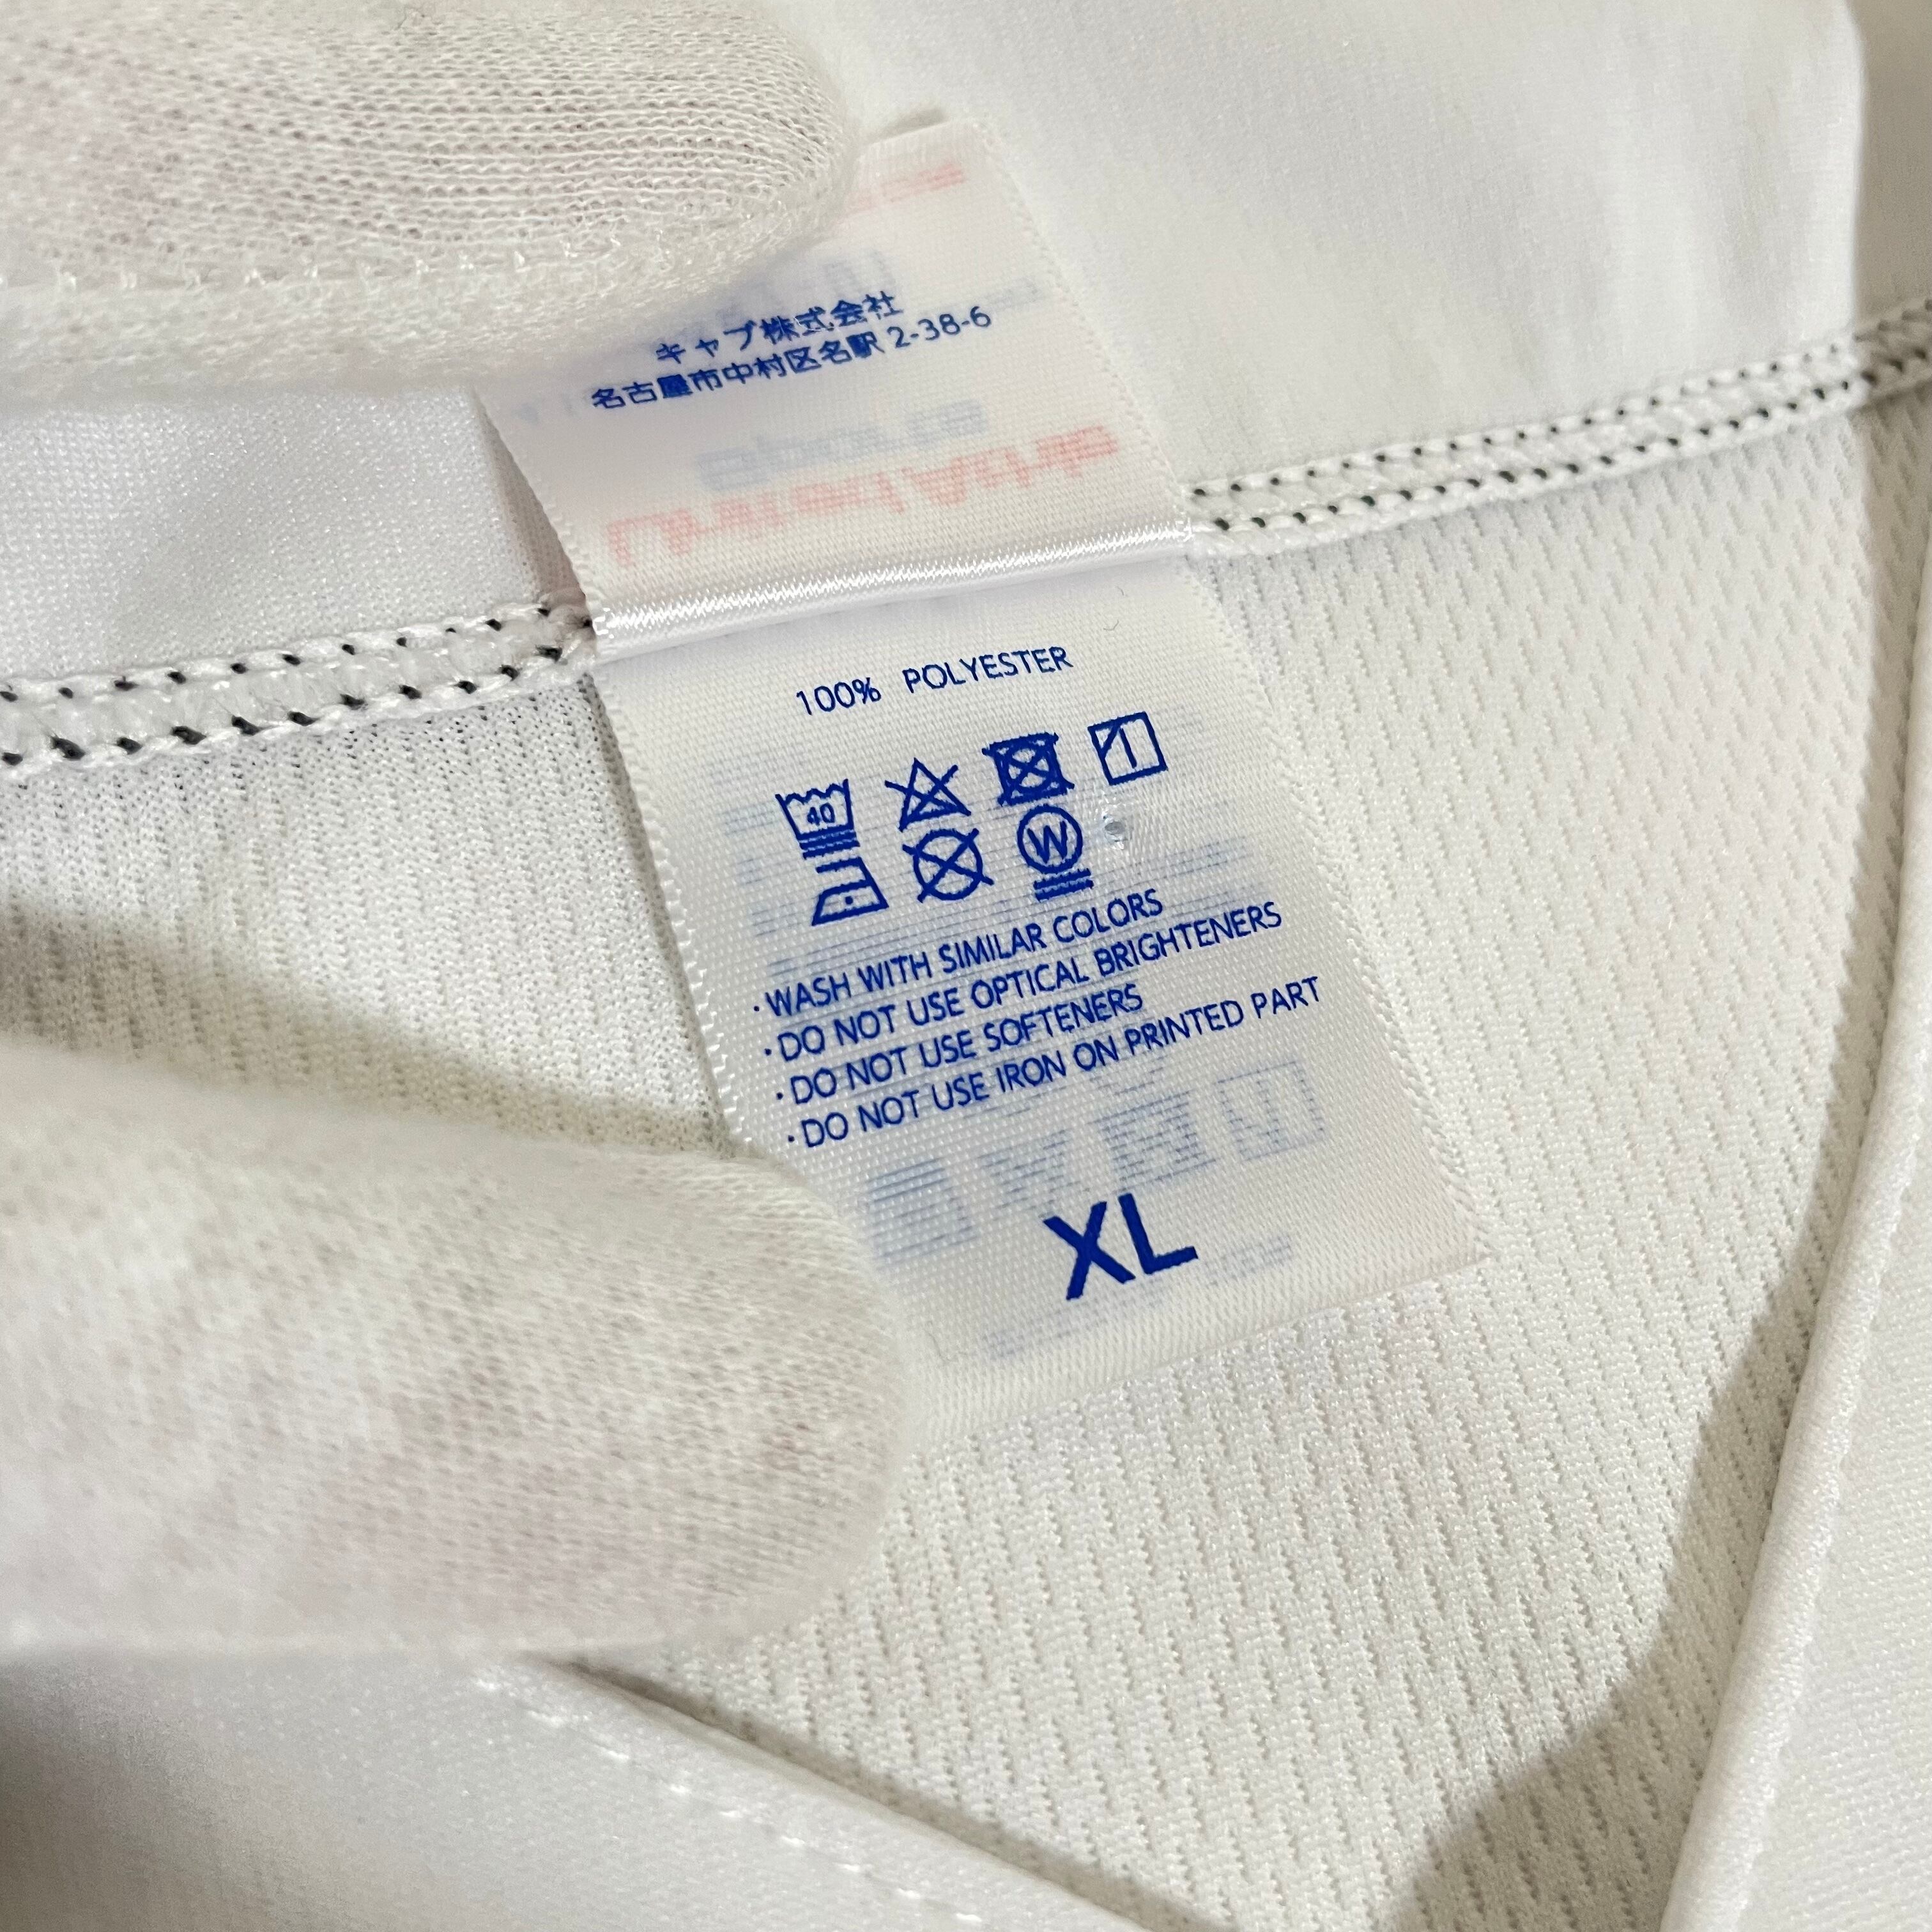 キャブ株式会社
名古屋市中村区名駅 2-38-6
100% POLYESTER
40
W
・WASH WITH SIMILAR COLORS
・DO NOT USE OPTICAL BRIGHTENERS
・DO NOT USE SOFTENERS
・DO NOT USE IRON ON PRINTED PART
XL